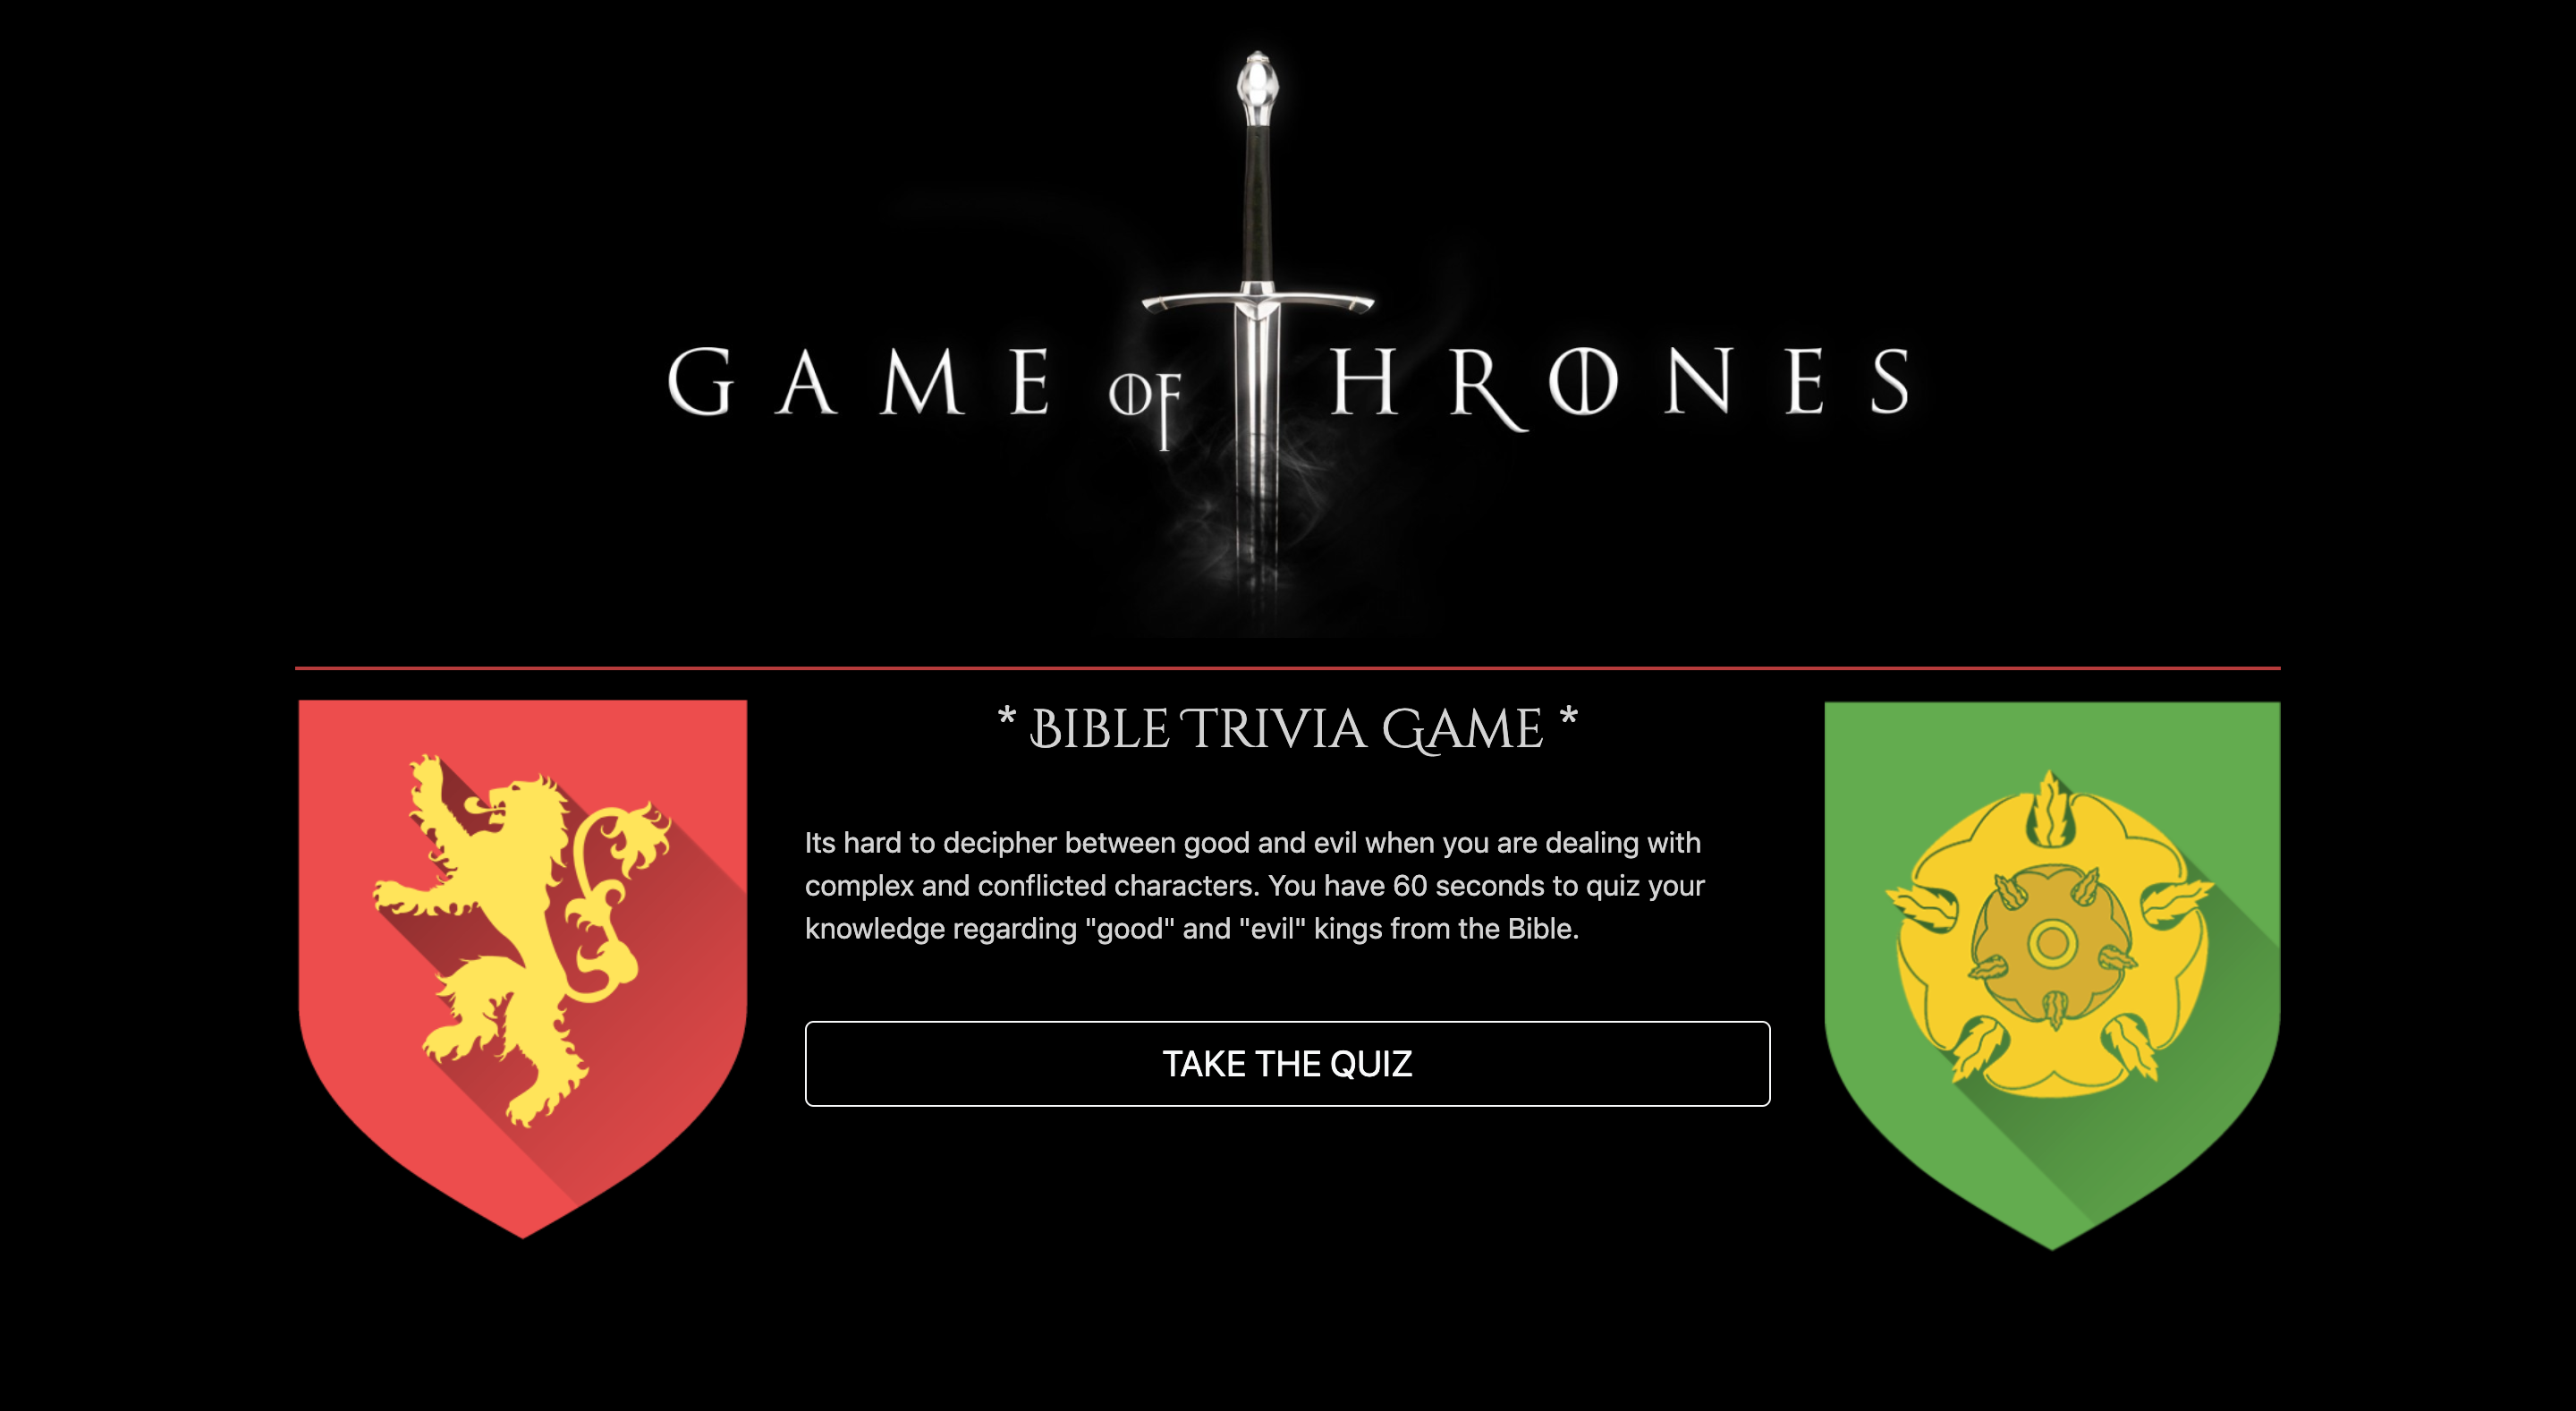 GAME OF THRONES
* BIBLE TRIVIA GAME *
Its hard to decipher between good and evil when you are dealing with
complex and conflicted characters. You have 60 seconds to quiz your
knowledge regarding "good" and "evil" kings from the Bible.
TAKE THE QUIZ